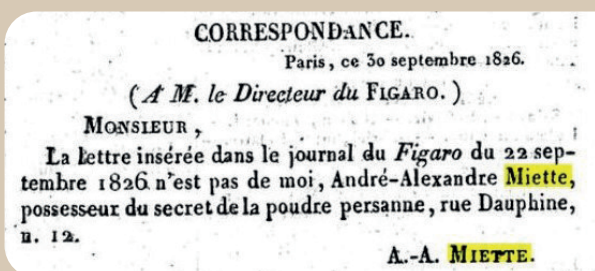 CORRESPONDANCE.
Paris, ce 30 septembre 1826.
(A M. le Directeur du FIGARO.)
MONSIEUR,
La lettre insérée dans le journal du Figaro du 22 sep-
tembre 1826 n'est pas de moi, André-Alexandre Miette,
possesseur du secret de la poudre persanne, rue Dauphine,
n. 12.
A.-A. MIETTE.